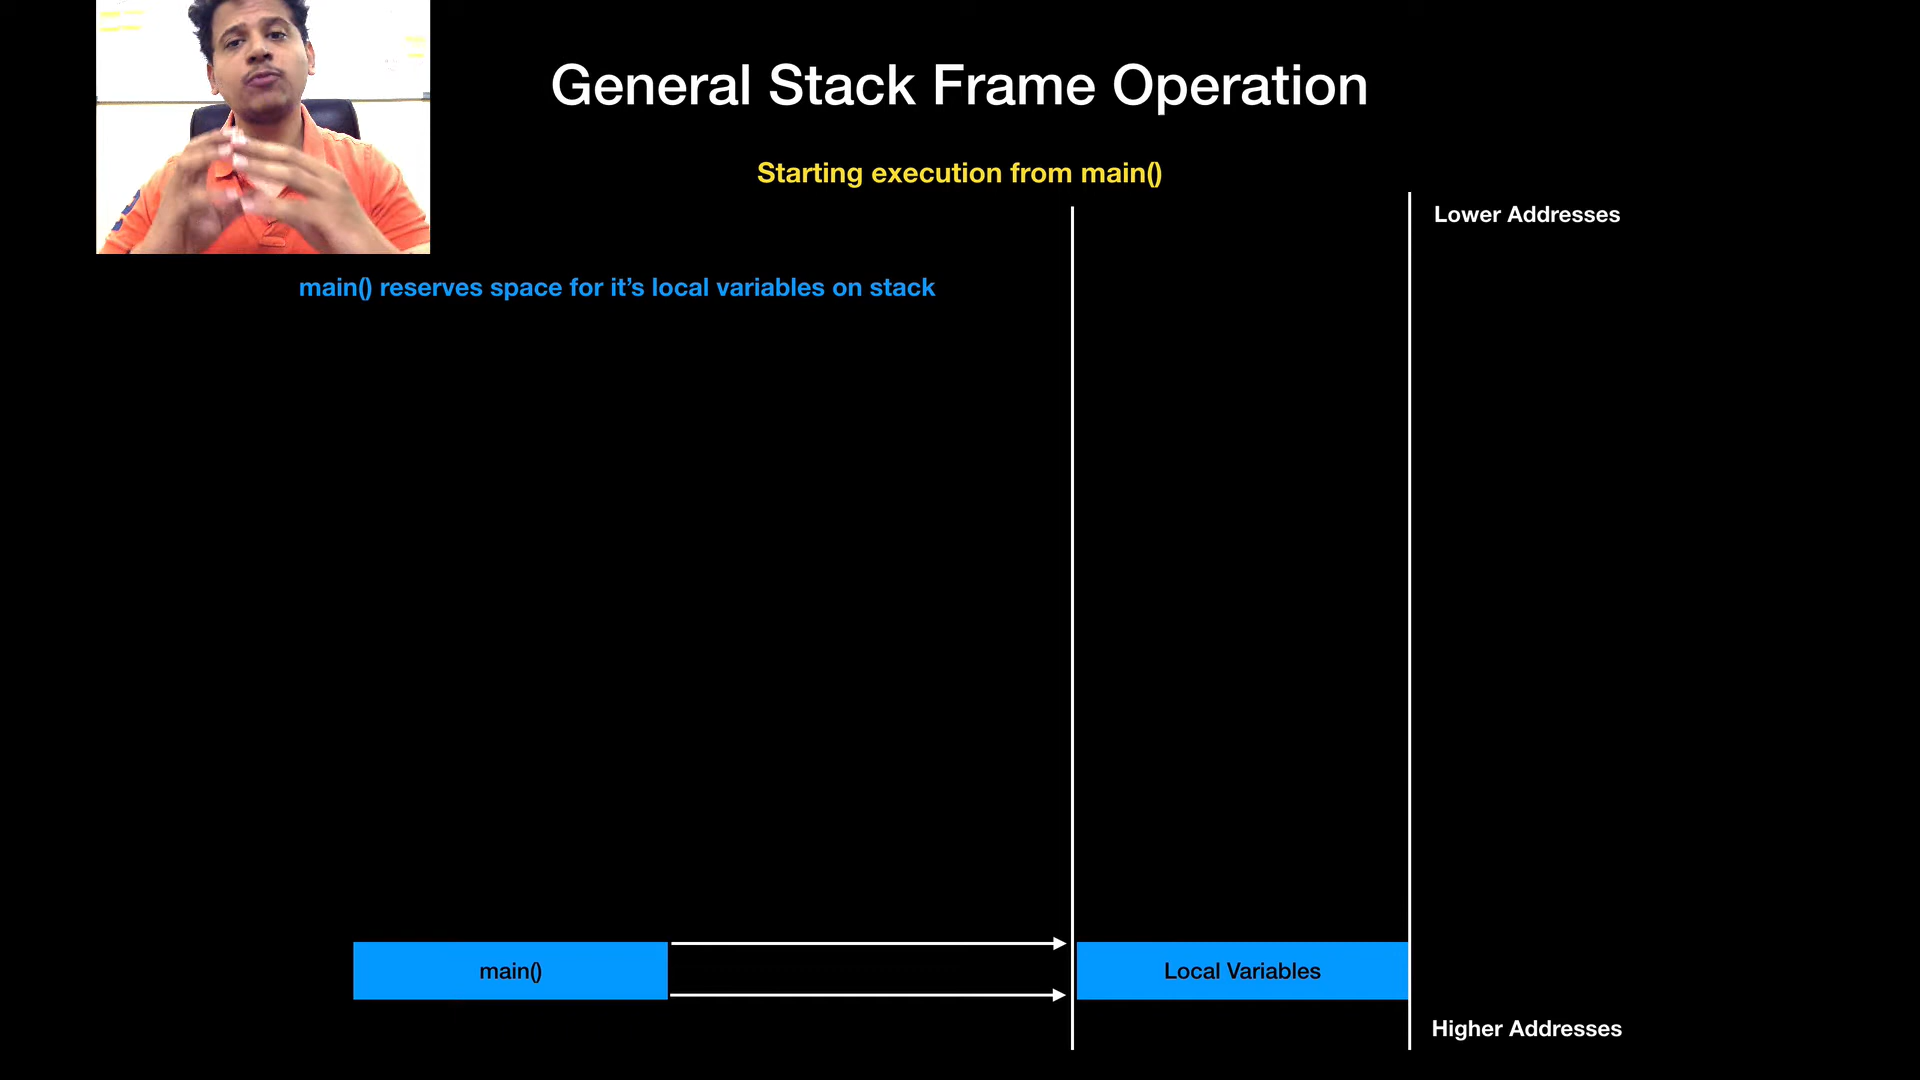 General Stack Frame Operation
Starting execution from main()
Lower Addresses
main() reserves space for it’s local variables on stack
main()
Local Variables
Higher Addresses